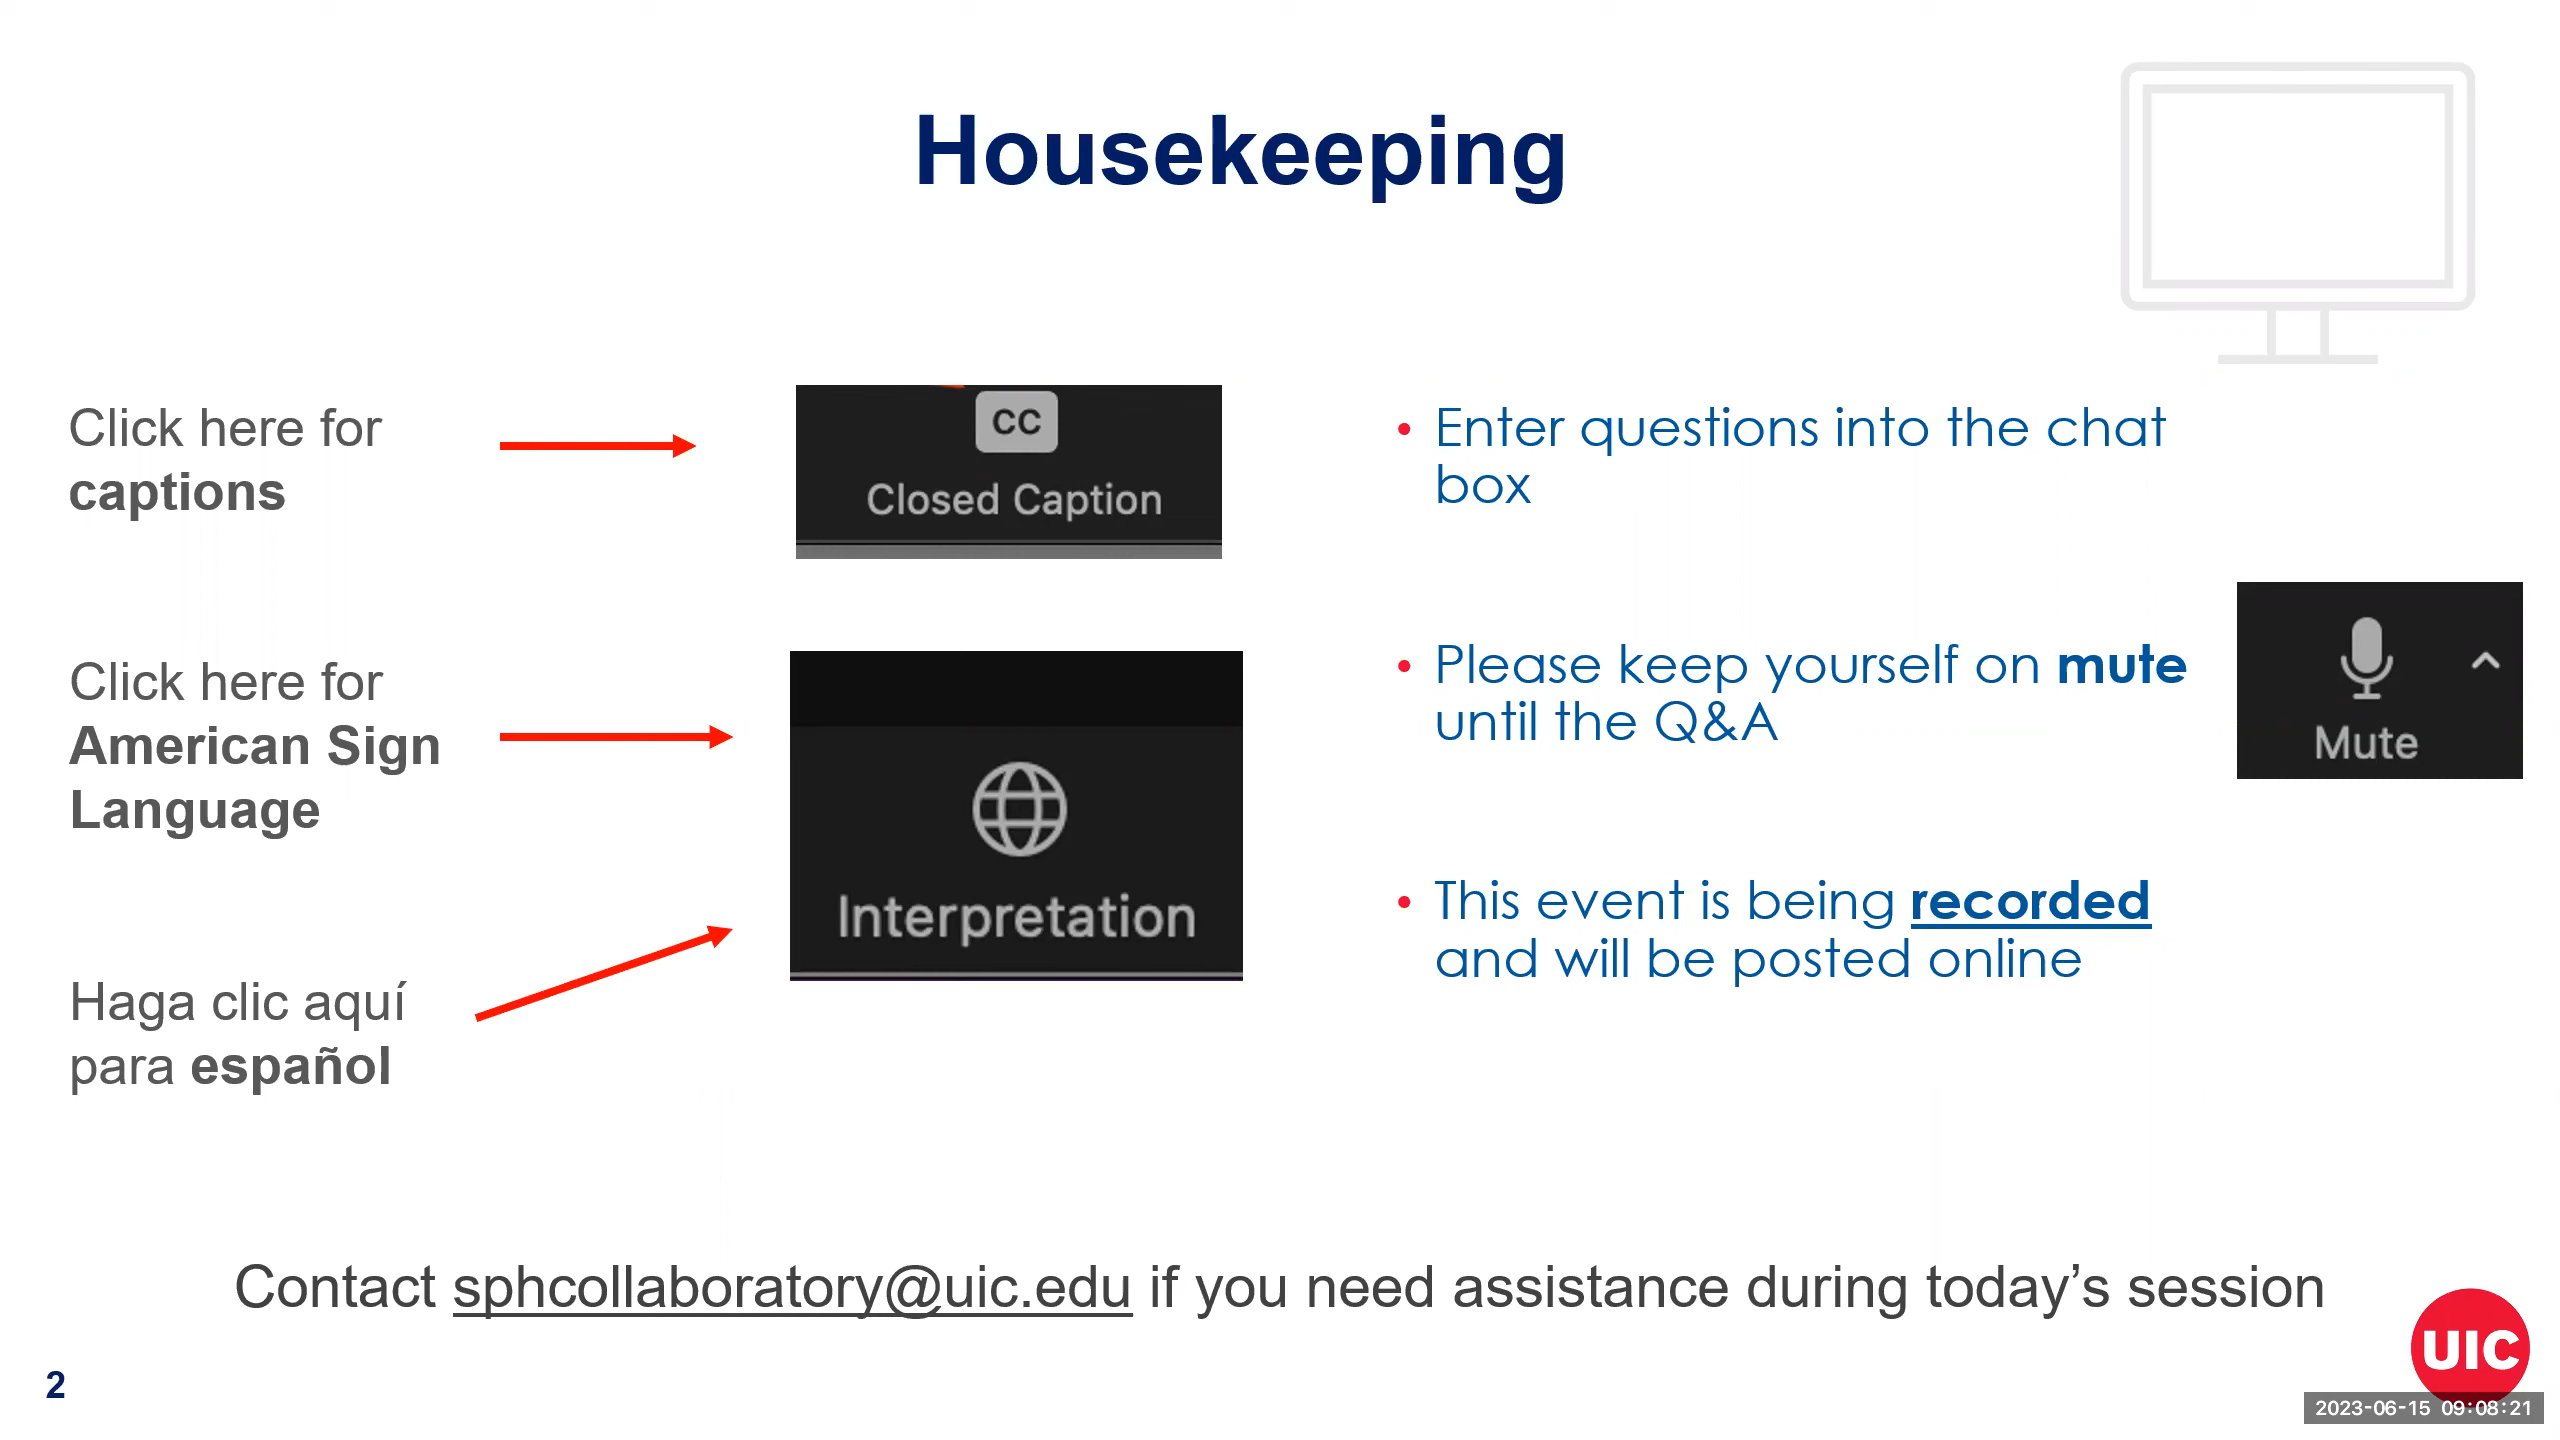 Housekeeping
Click here for
captions
CC
Closed Caption
Click here for
American Sign
Language
Interpretation
Haga clic aquí
para español
• Enter questions into the chat
box
• Please keep yourself on mute
until the Q&A
Mute
• This event is being recorded
and will be posted online
Contact sphcollaboratory@uic.edu if you need assistance during today’s session
UIC
2
2023-06-15 09:08:21